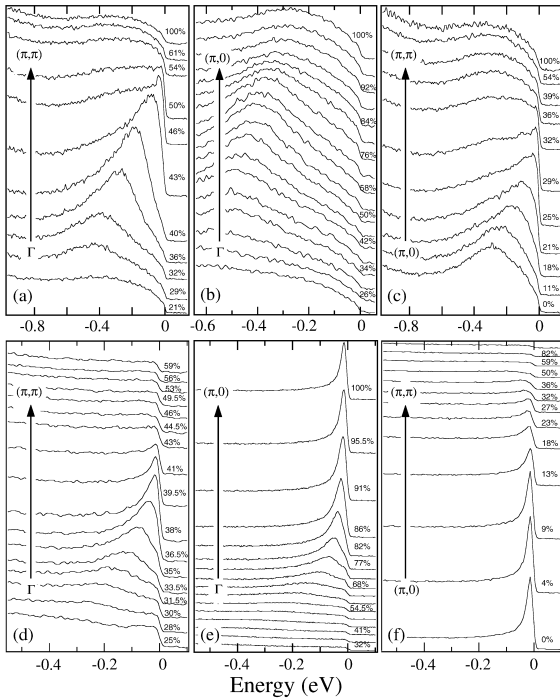 100%
61%
54%
50%
46%
43%
40%
36%
32%
29%
21%
(π,π)
Γ
(a)
-0.8 -0.4 0
100%
92%
84%
76%
58%
50%
42%
34%
26%
(π,0)
Γ
(b)
-0.6 -0.4 -0.2 0
100%
54%
39%
36%
32%
29%
25%
21%
18%
11%
0%
(π,π)
(π,0)
(c)
-0.8 -0.4 0
59%
56%
53%
49.5%
46%
44.5%
43%
41%
39.5%
38%
36.5%
35%
33.5%
31.5%
30%
28%
25%
(π,π)
Γ
(d)
-0.4 -0.2 0
100%
95.5%
91%
86%
82%
77%
68%
54.5%
41%
32%
(π,0)
Γ
(e)
-0.4 -0.2 0
82%
59%
50%
36%
32%
27%
23%
18%
13%
9%
4%
0%
(π,π)
(π,0)
(f)
-0.4 -0.2 0
Energy (eV)